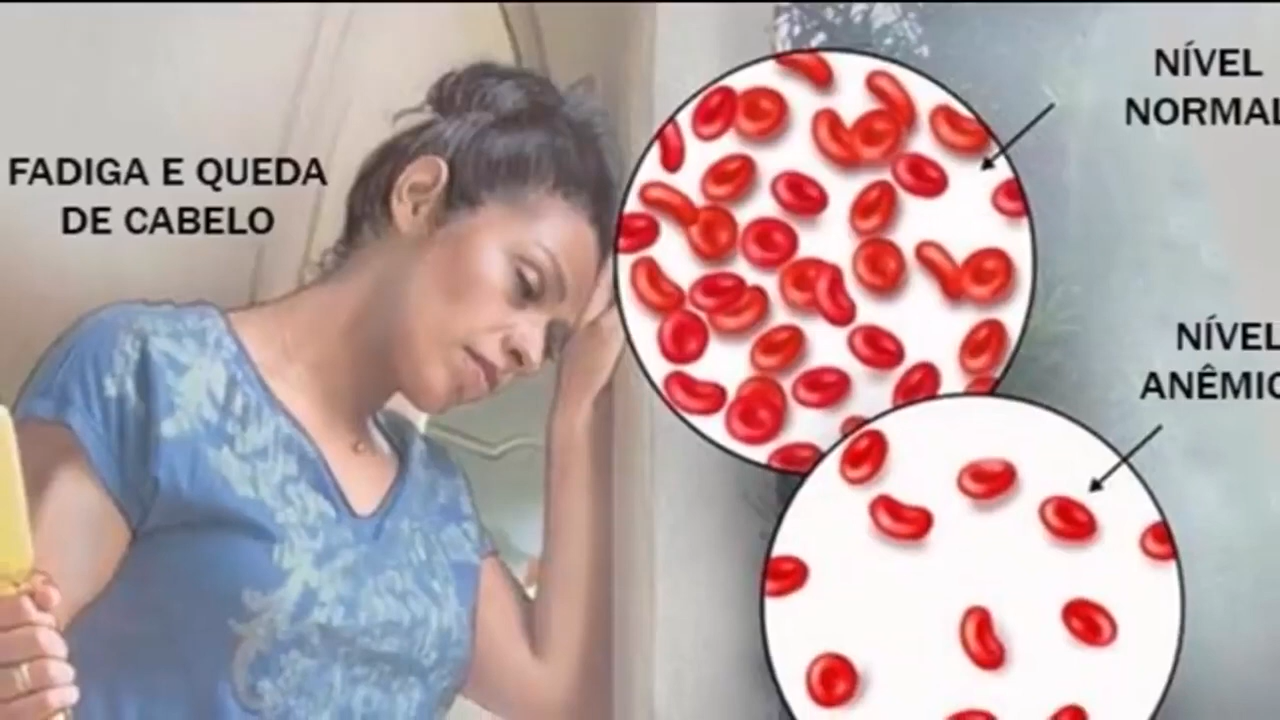 FADIGA E QUEDA
DE CABELO
NÍVEL
NORMAL
NÍVEL
ANÊMIC